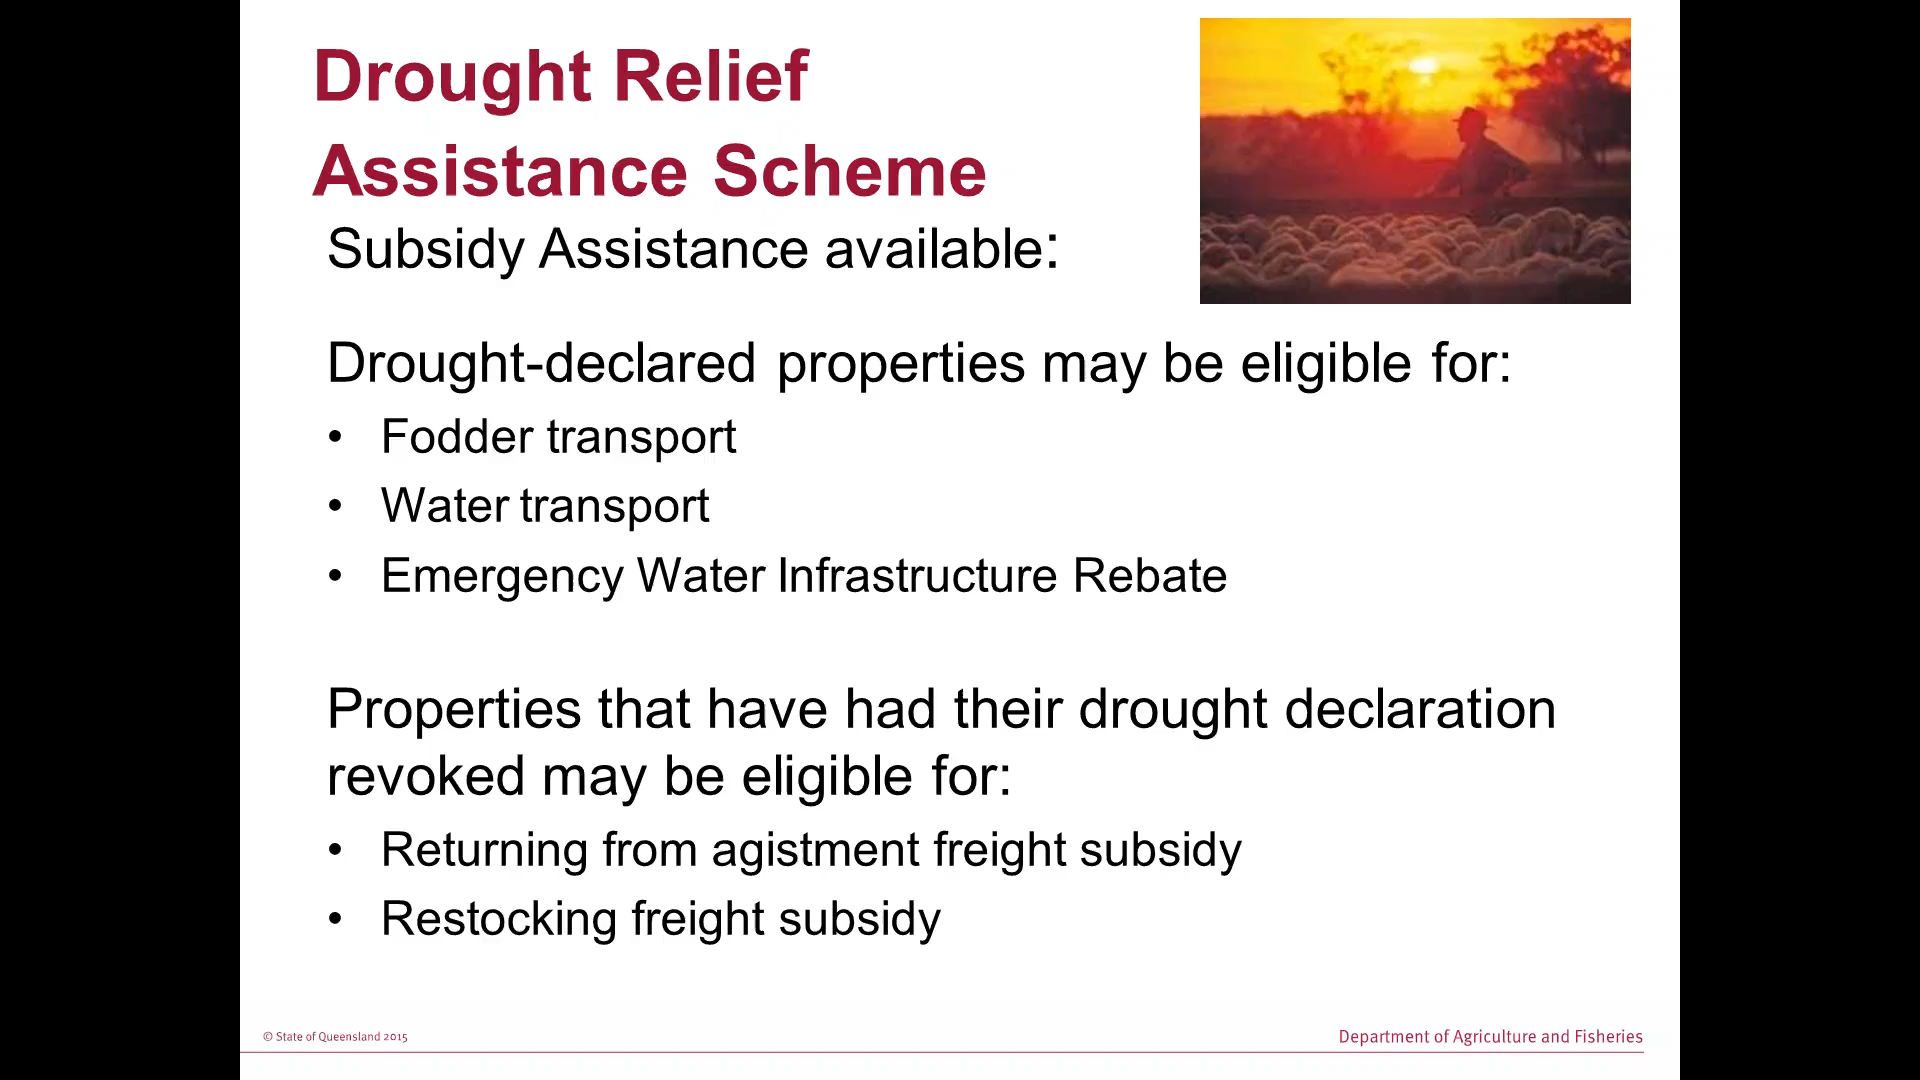 Drought Relief
Assistance Scheme
Subsidy Assistance available:
Drought-declared properties may be eligible for:
• Fodder transport
• Water transport
• Emergency Water Infrastructure Rebate
Properties that have had their drought declaration
revoked may be eligible for:
• Returning from agistment freight subsidy
• Restocking freight subsidy
© State of Queensland 2015
Department of Agriculture and Fisheries